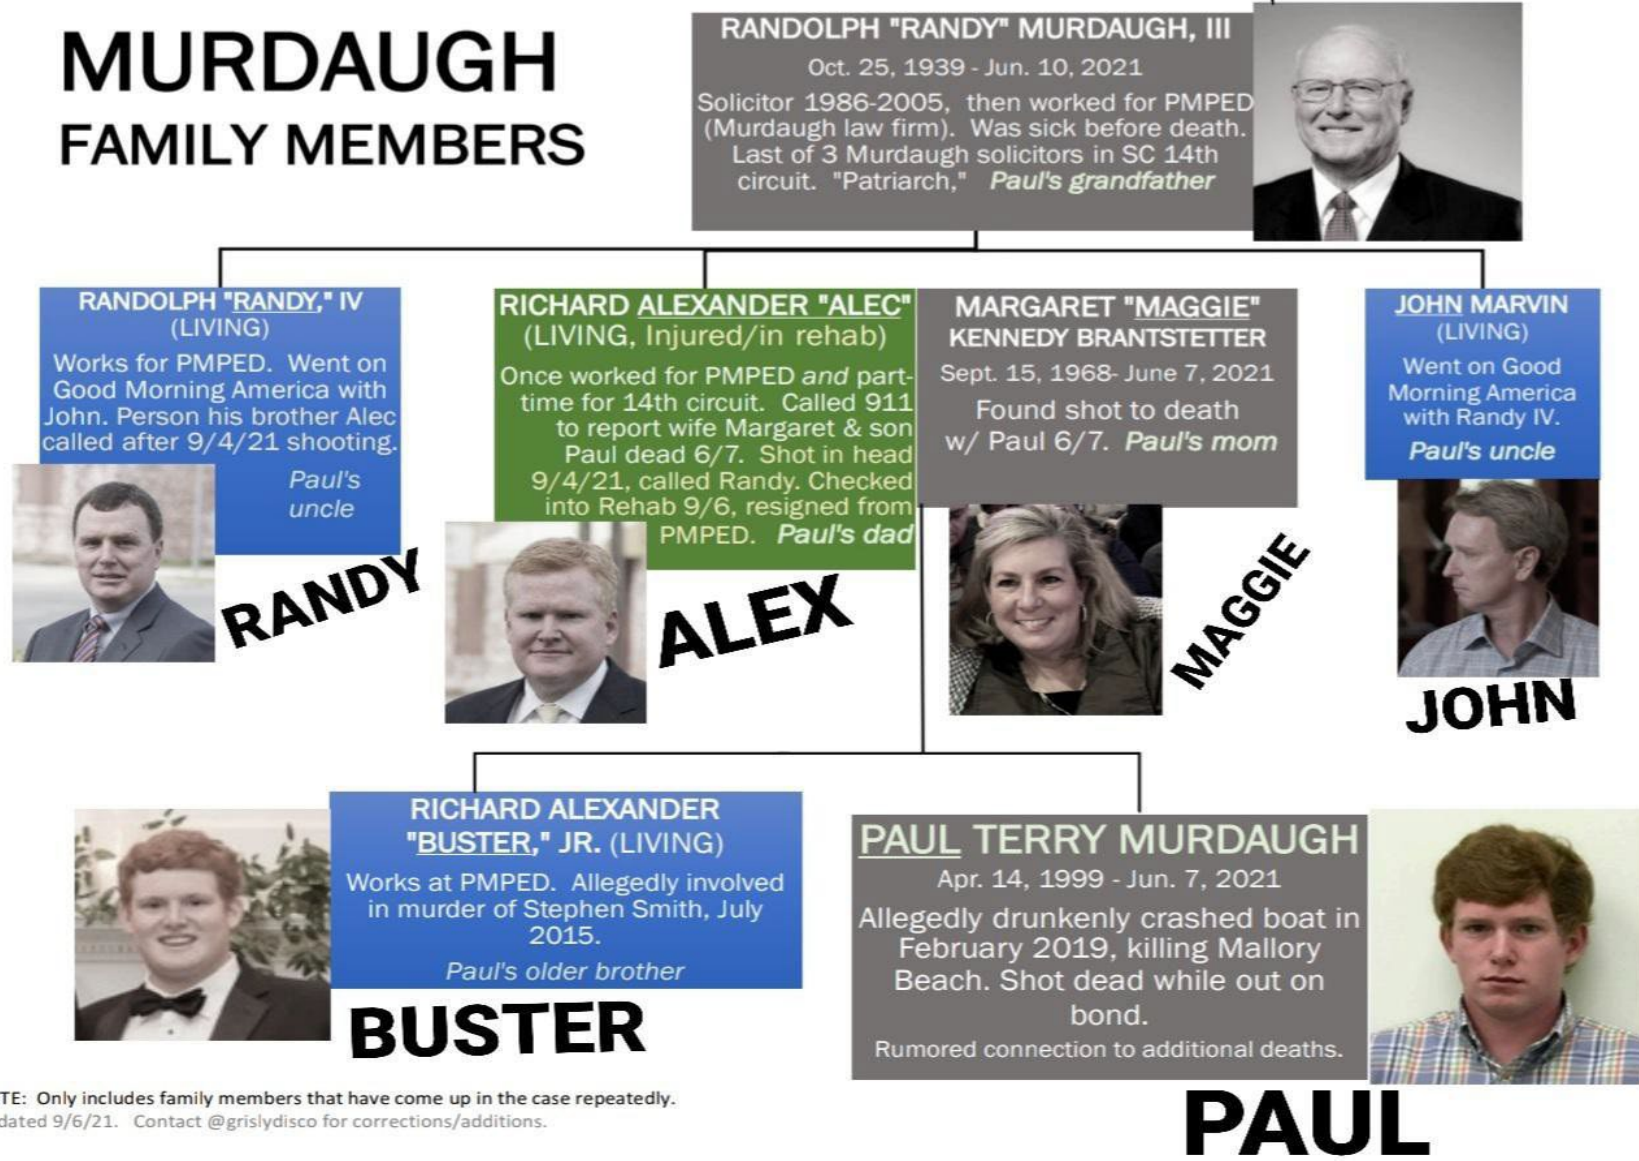 MURDAUGH
FAMILY MEMBERS
RANDOLPH "RANDY" MURDAUGH, III
Oct. 25, 1939 - Jun. 10, 2021
Solicitor 1986-2005, then worked for PMPED
(Murdaugh law firm). Was sick before death.
Last of 3 Murdaugh solicitors in SC 14th
circuit. "Patriarch," Paul's grandfather
RANDOLPH "RANDY," IV
(LIVING)
Works for PMPED. Went on
Good Morning America with
John. Person his brother Alec
called after 9/4/21 shooting.
Paul's
uncle
RANDY
RICHARD ALEXANDER "ALEC"
(LIVING, Injured/in rehab)
Once worked for PMPED and part-
time for 14th circuit. Called 911
to report wife Margaret & son
Paul dead 6/7. Shot in head
9/4/21, called Randy. Checked
into Rehab 9/6, resigned from
PMPED. Paul's dad
ALEX
MARGARET "MAGGIE"
KENNEDY BRANTSTETTER
Sept. 15, 1968- June 7, 2021
Found shot to death
w/ Paul 6/7. Paul's mom
MAGGIE
JOHN MARVIN
(LIVING)
Went on Good
Morning America
with Randy IV.
Paul's uncle
JOHN
RICHARD ALEXANDER
"BUSTER," JR. (LIVING)
Works at PMPED. Allegedly involved
in murder of Stephen Smith, July
2015.
Paul's older brother
BUSTER
PAUL TERRY MURDAUGH
Apr. 14, 1999 - Jun. 7, 2021
Allegedly drunkenly crashed boat in
February 2019, killing Mallory
Beach. Shot dead while out on
bond.
Rumored connection to additional deaths.
PAUL
TE: Only includes family members that have come up in the case repeatedly.
dated 9/6/21. Contact @grislydisco for corrections/additions.